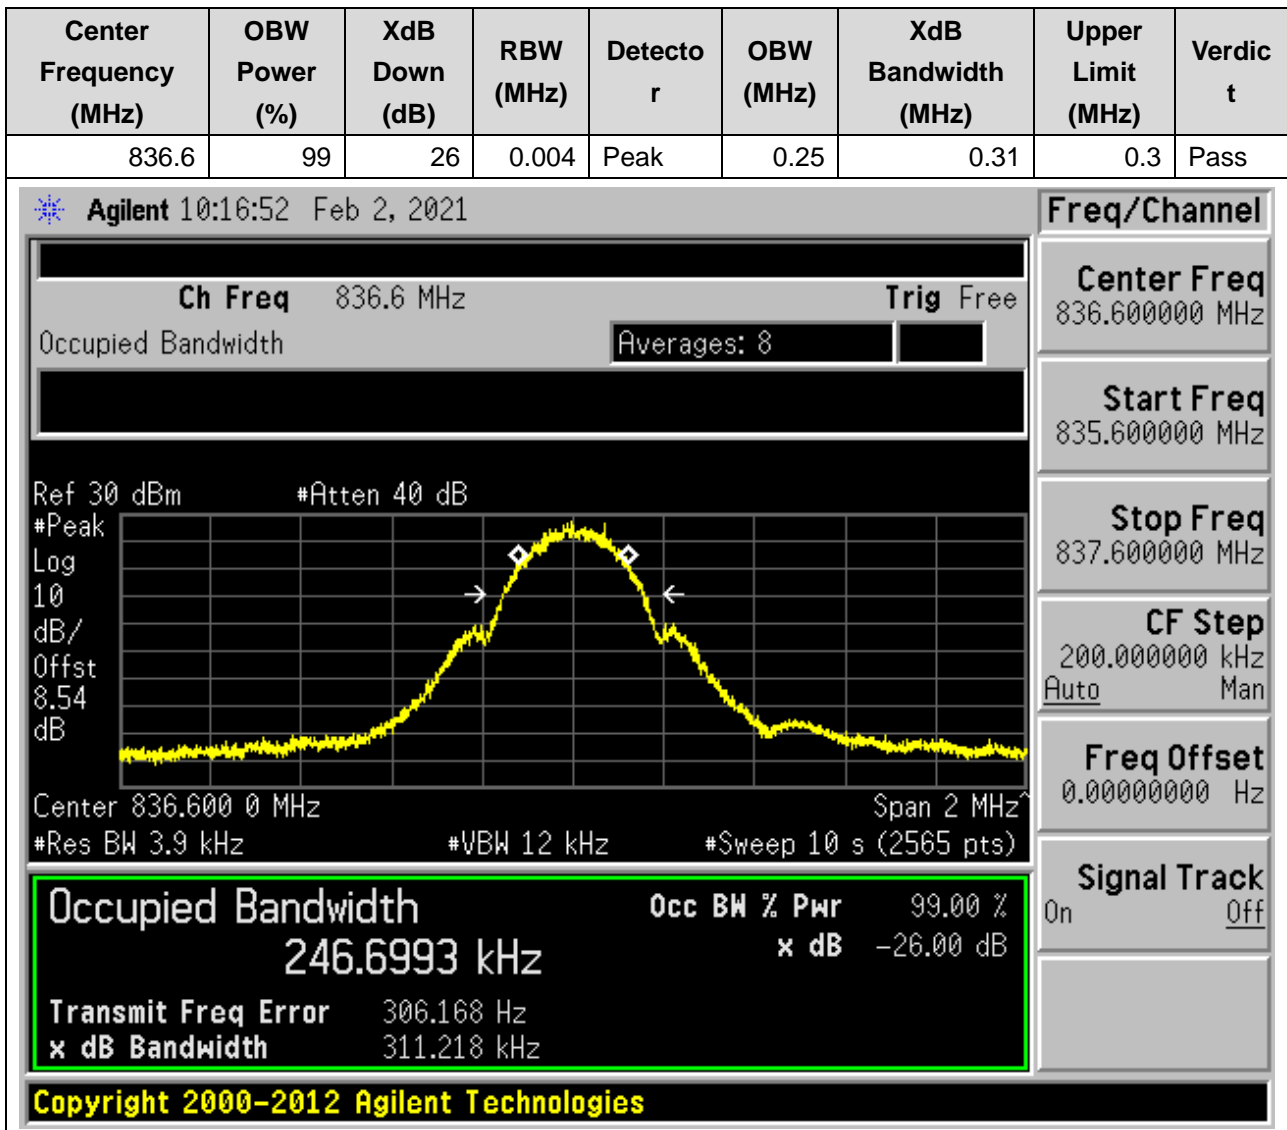 Center Frequency (MHz) OBW Power (%) XdB Down (dB) RBW (MHz) Detecto r OBW (MHz) XdB Bandwidth (MHz) Upper Limit (MHz) Verdic t
836.6 99 26 0.004 Peak 0.25 0.31 0.3 Pass
Agilent 10:16:52 Feb 2, 2021
Ch Freq 836.6 MHz Trig Free
Occupied Bandwidth Averages: 8
Ref 30 dBm #Atten 40 dB
#Peak
Log
10
dB/
Offst
8.54
dB
Center 836.600 0 MHz Span 2 MHz^
#Res BW 3.9 kHz #VBW 12 kHz #Sweep 10 s (2565 pts)
Occupied Bandwidth Occ BW % Pwr 99.00 %
246.6993 kHz x dB -26.00 dB
Transmit Freq Error 306.168 Hz
x dB Bandwidth 311.218 kHz
Copyright 2000-2012 Agilent Technologies
Freq/Channel
Center Freq
836.600000 MHz
Start Freq
835.600000 MHz
Stop Freq
837.600000 MHz
CF Step
200.000000 kHz
Auto Man
Freq Offset
0.00000000 Hz
Signal Track
On Off